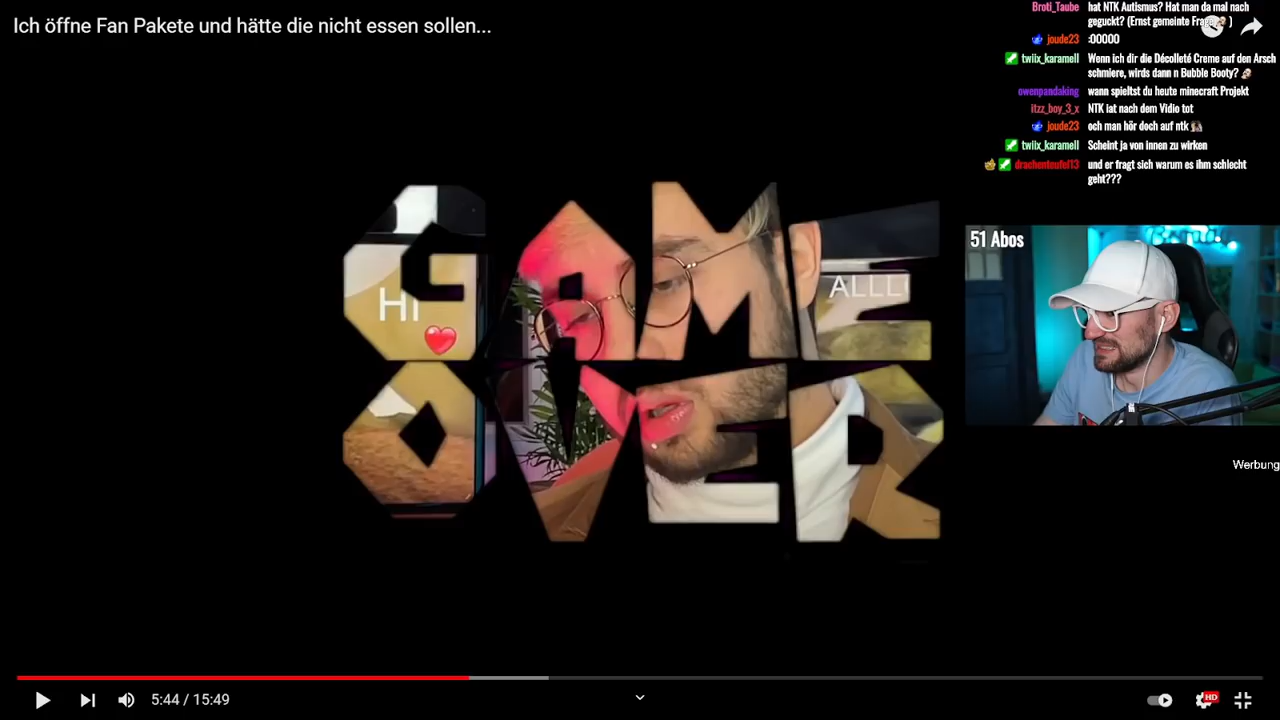 Ich öffne Fan Pakete und hätte die nicht essen sollen...
Broti_Taube hat NTK Autismus? Hat man da mal nach
geguckt? (Ernst gemeinte Frage )
joude23 :OOOOO
twiix_karamell Wenn ich dir die Décolleté Creme auf den Arsch
schmiere, wirds dann n Bubble Booty?
owenpandaking wann spieltst du heute minecraft Projekt
itzz_boy_3_x NTK iat nach dem Vidio tot
joude23 och man hör doch auf ntk
twiix_karamell Scheint ja von innen zu wirken
drachenteufel13 und er fragt sich warum es ihm schlecht
geht???
51 Abos
GAME
OVER
HI
ALLL
Werbung
5:44 / 15:49
HD